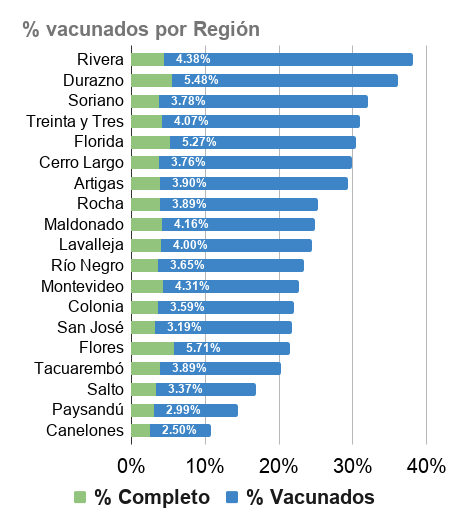 % vacunados por Región
Rivera 4.38%
Durazno 5.48%
Soriano 3.78%
Treinta y Tres 4.07%
Florida 5.27%
Cerro Largo 3.76%
Artigas 3.90%
Rocha 3.89%
Maldonado 4.16%
Lavalleja 4.00%
Río Negro 3.65%
Montevideo 4.31%
Colonia 3.59%
San José 3.19%
Flores 5.71%
Tacuarembó 3.89%
Salto 3.37%
Paysandú 2.99%
Canelones 2.50%
0% 10% 20% 30% 40%
% Completo % Vacunados